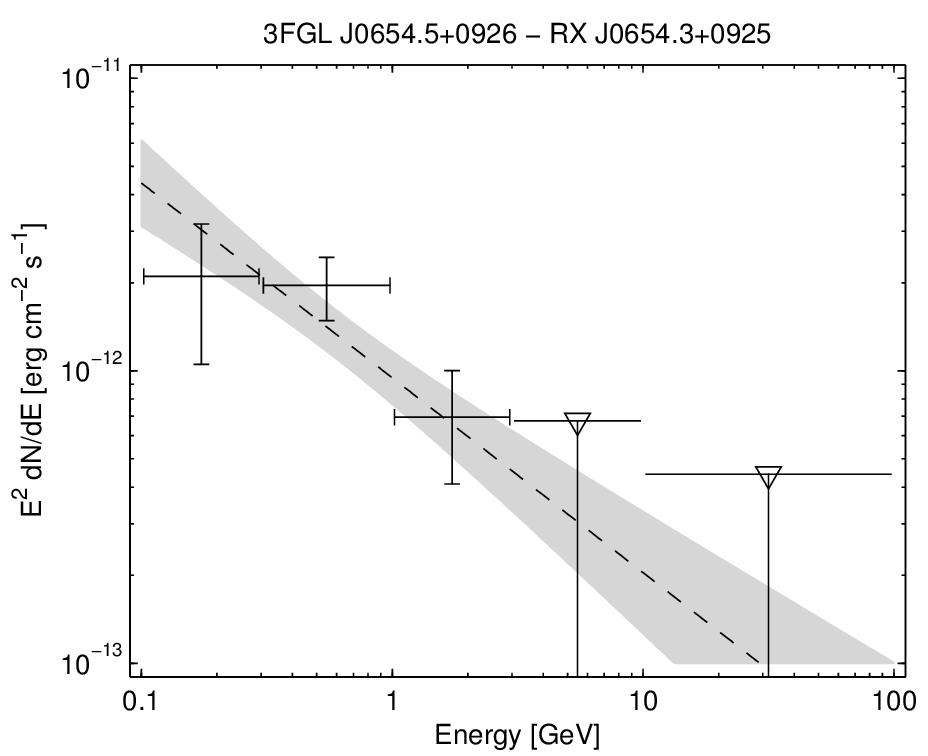 3FGL J0654.5+0926 − RX J0654.3+0925
10⁻¹¹
10⁻¹²
10⁻¹³
E² dN/dE [erg cm⁻² s⁻¹]
0.1 1 10 100
Energy [GeV]